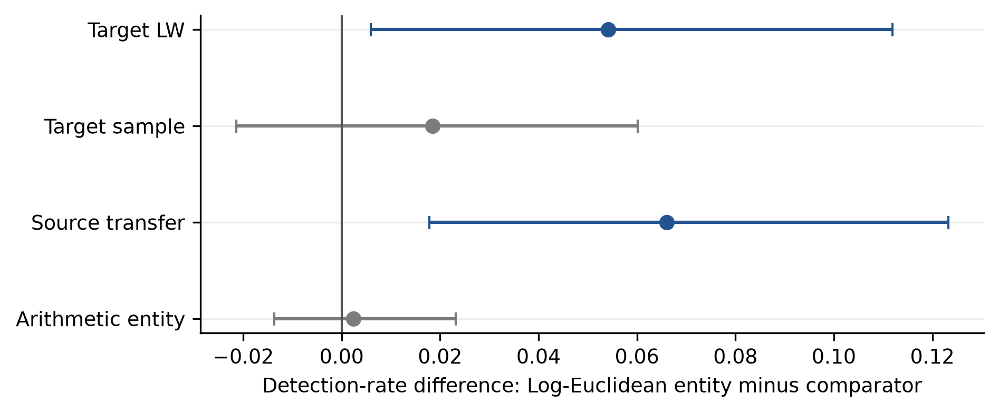 Target LW
Target sample
Source transfer
Arithmetic entity
−0.02 0.00 0.02 0.04 0.06 0.08 0.10 0.12
Detection-rate difference: Log-Euclidean entity minus comparator